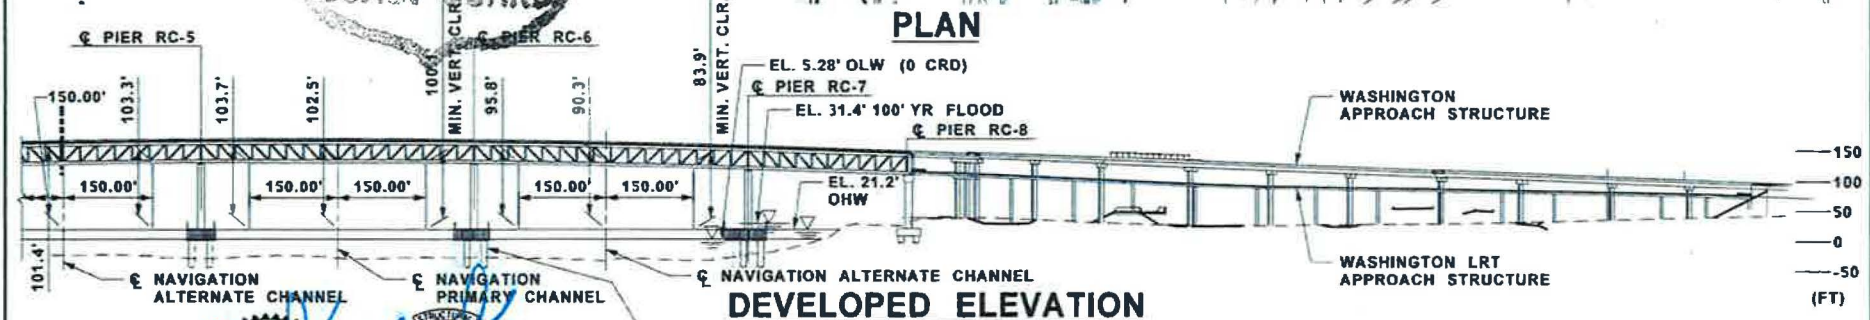 PLAN
℄ PIER RC-5
100.
MIN. VERT. CLR.
℄ PIER RC-6
83.9'
MIN. VERT. CLR.
EL. 5.28' OLW (0 CRD)
℄ PIER RC-7
EL. 31.4' 100' YR FLOOD
℄ PIER RC-8
150.00'
103.3'
103.7'
102.5'
95.8'
90.3'
WASHINGTON
APPROACH STRUCTURE
150
100
50
0
-50
(FT)
150.00'
150.00'
150.00'
150.00'
150.00'
EL. 21.2'
OHW
101.4'
℄ NAVIGATION
ALTERNATE CHANNEL
℄ NAVIGATION
PRIMARY CHANNEL
℄ NAVIGATION ALTERNATE CHANNEL
WASHINGTON LRT
APPROACH STRUCTURE
DEVELOPED ELEVATION